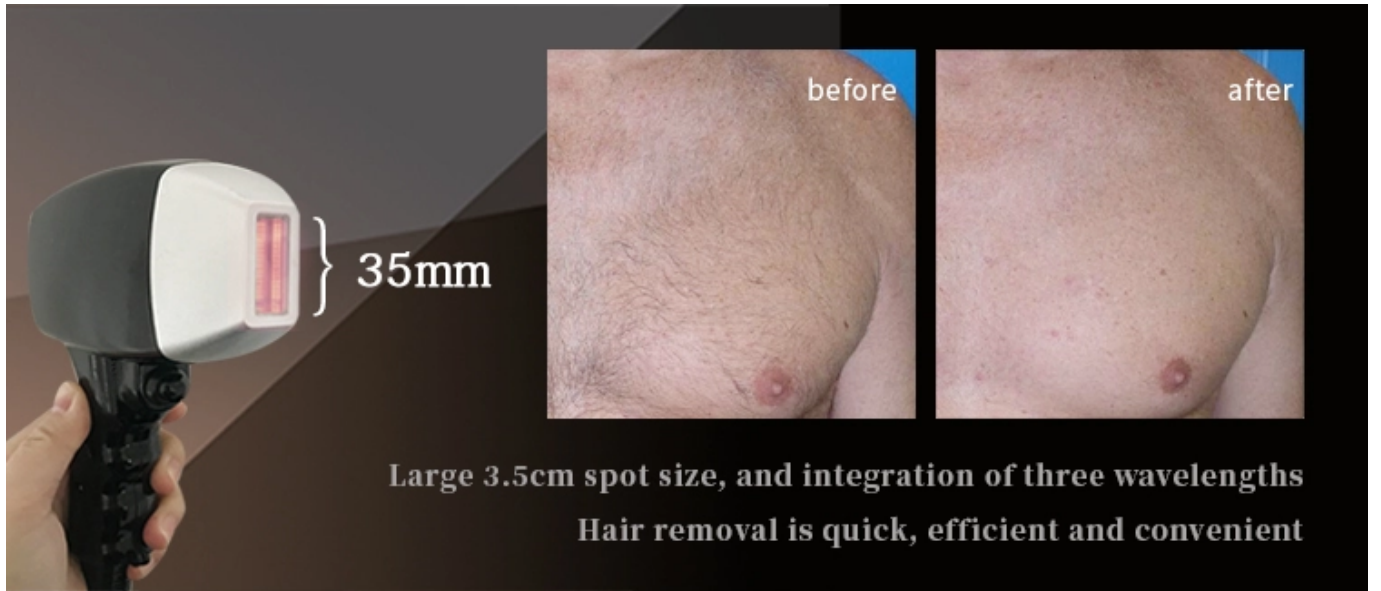 before
after
35mm
Large 3.5cm spot size, and integration of three wavelengths
Hair removal is quick, efficient and convenient